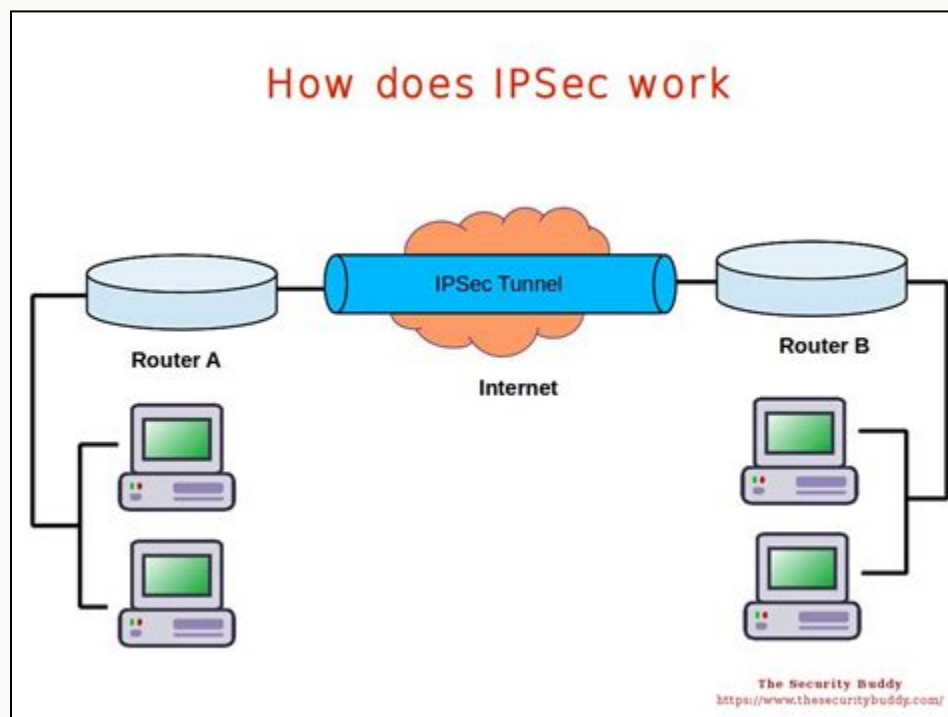 How does IPSec work
IPSec Tunnel
Router A
Router B
Internet
The Security Buddy
https://www.thesecuritybuddy.com/